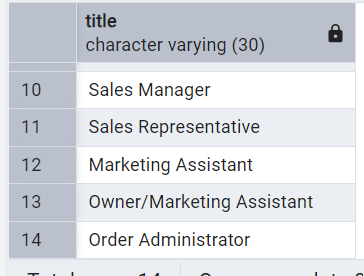 title
character varying (30)
10 Sales Manager
11 Sales Representative
12 Marketing Assistant
13 Owner/Marketing Assistant
14 Order Administrator